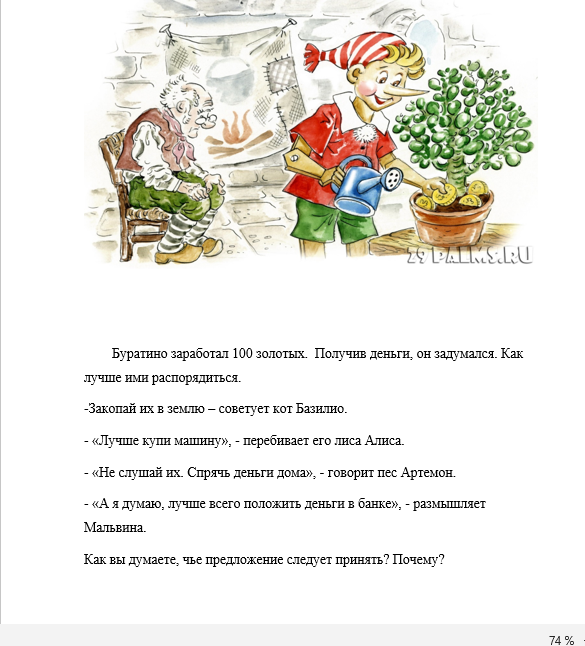 29 PALMS.RU
Буратино заработал 100 золотых.  Получив деньги, он задумался. Как
лучше ими распорядиться.
-Закопай их в землю – советует кот Базилио.
- «Лучше купи машину», - перебивает его лиса Алиса.
- «Не слушай их. Спрячь деньги дома», - говорит пес Артемон.
- «А я думаю, лучше всего положить деньги в банке», - размышляет
Мальвина.
Как вы думаете, чье предложение следует принять? Почему?
74 %